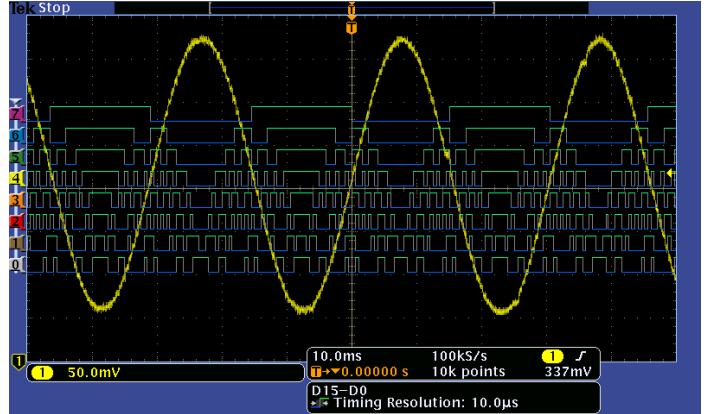 Tek Stop
T
T
7
6
5
4
3
2
1
0
1
1 50.0mV
10.0ms 100kS/s 1 ƒ
T→▼0.00000 s 10k points 337mV
D15-D0
Timing Resolution: 10.0µs